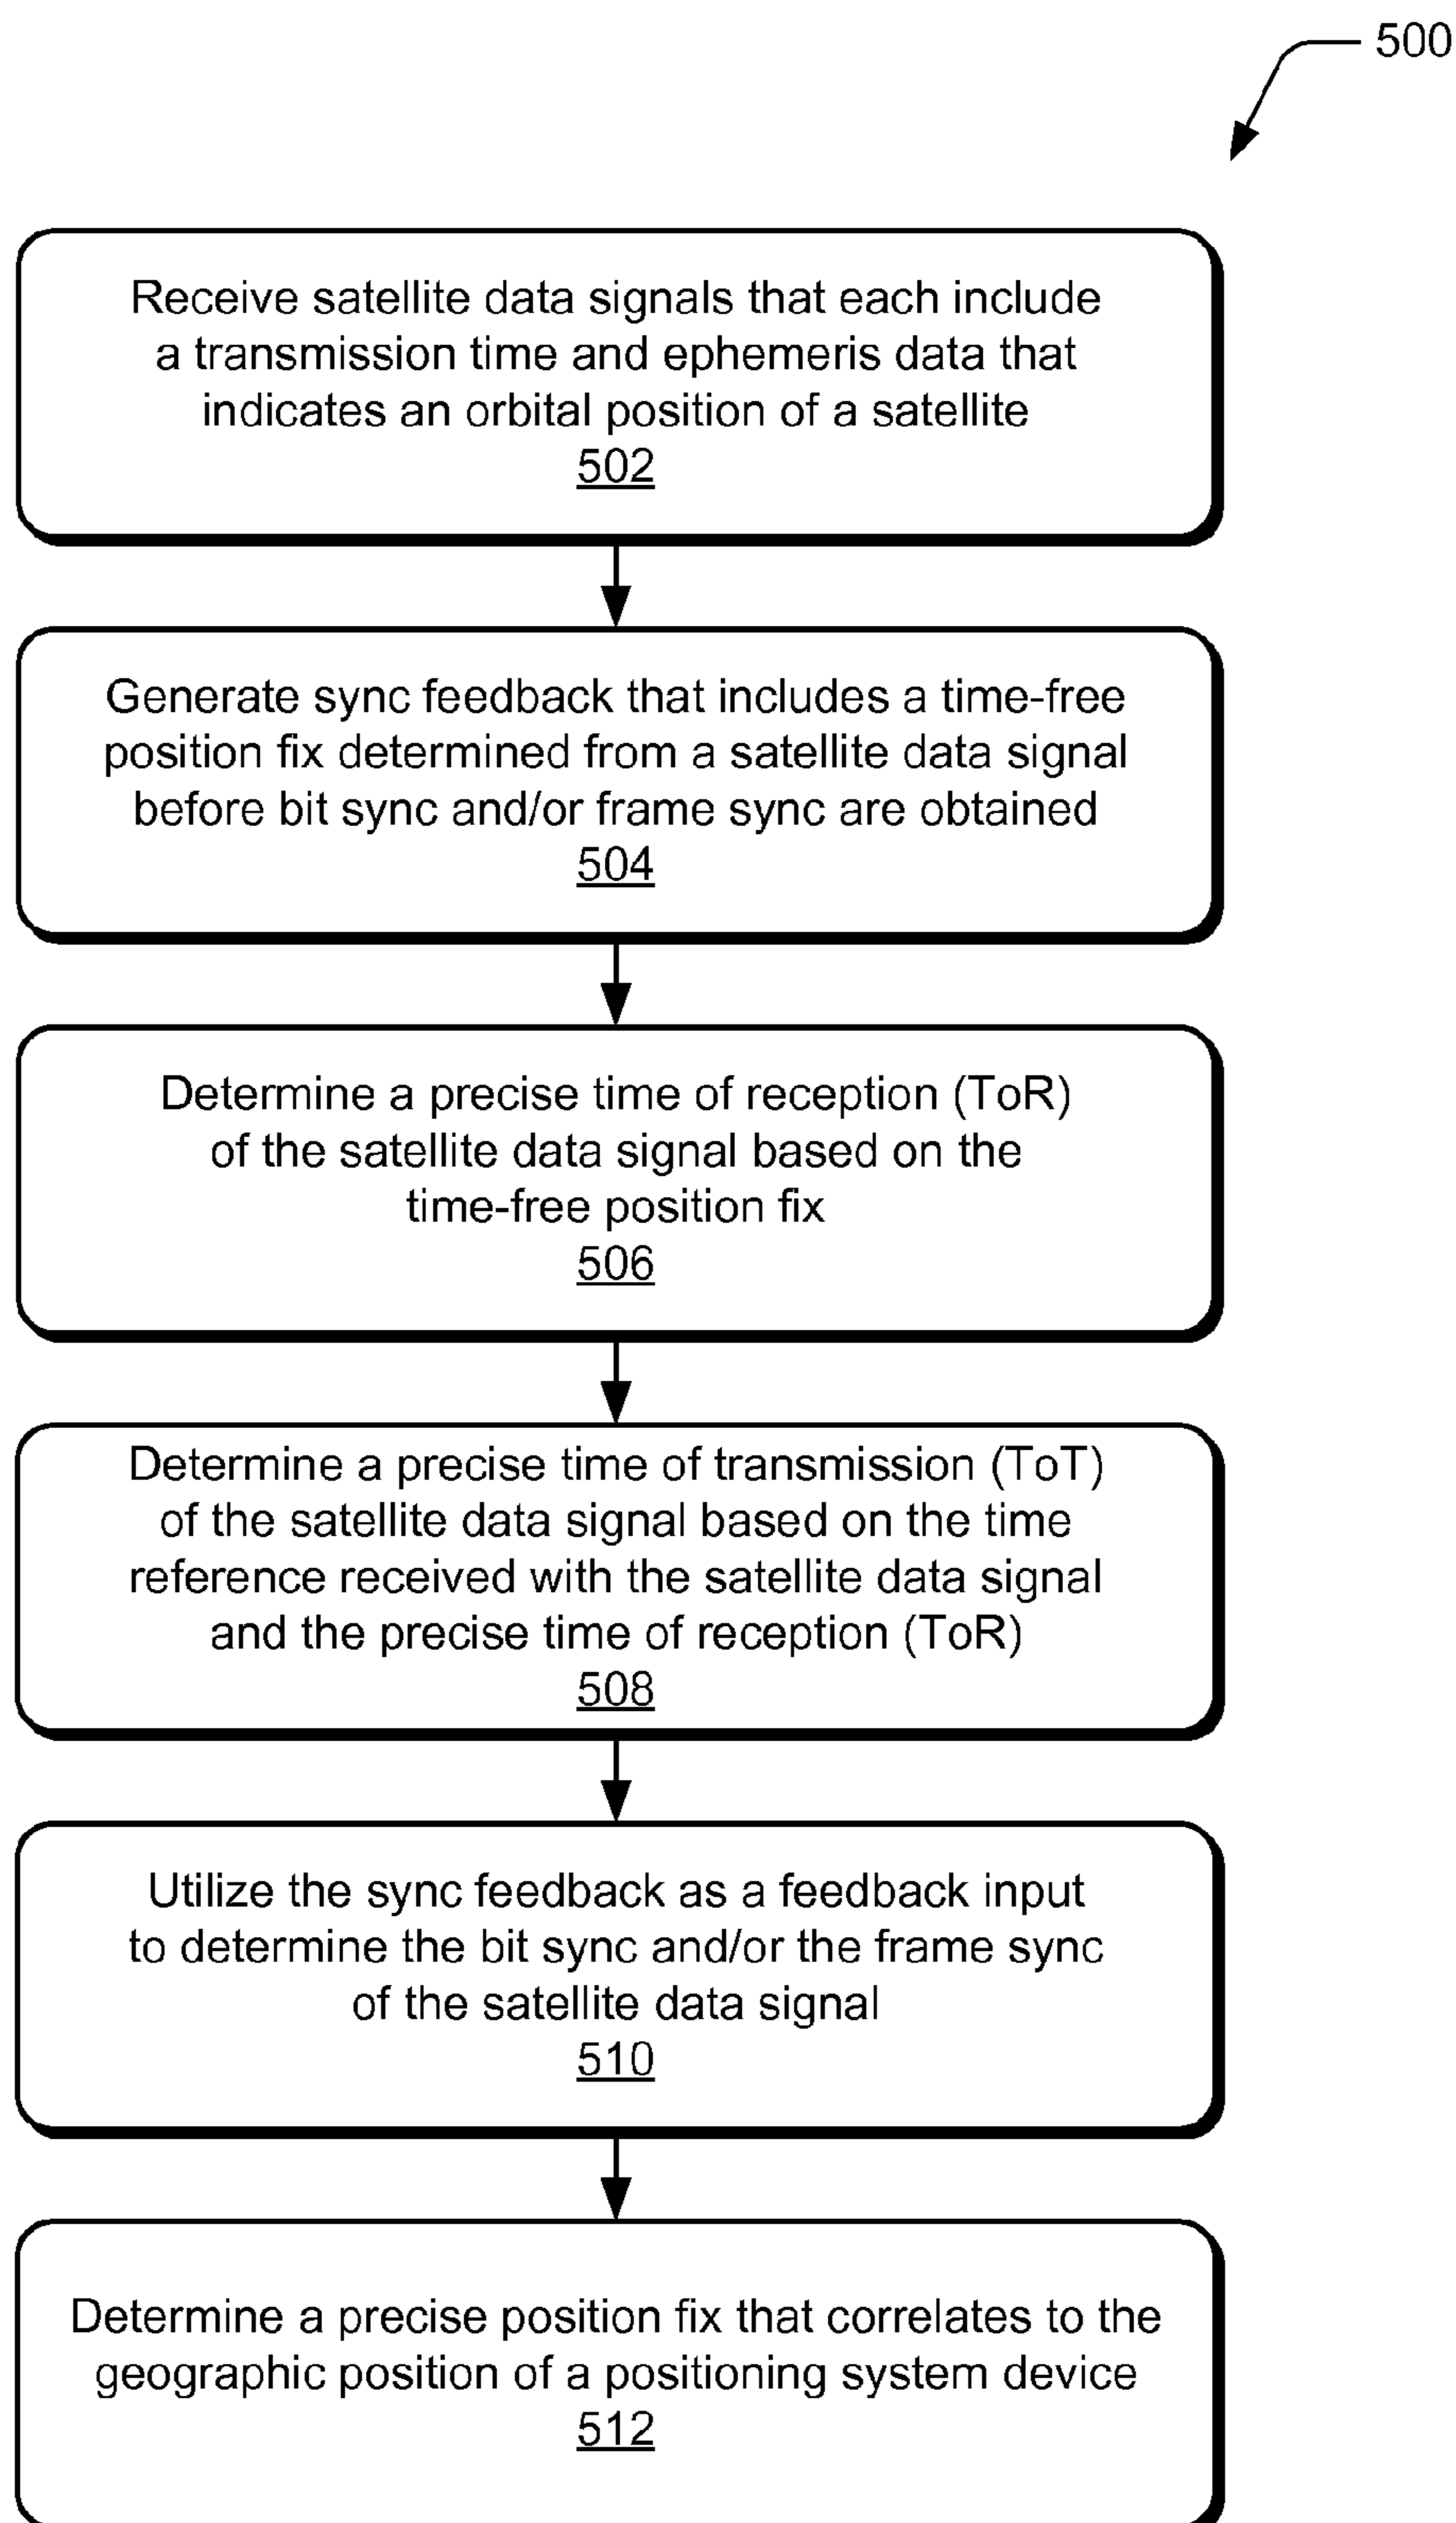 500
Receive satellite data signals that each include
a transmission time and ephemeris data that
indicates an orbital position of a satellite
502
Generate sync feedback that includes a time-free
position fix determined from a satellite data signal
before bit sync and/or frame sync are obtained
504
Determine a precise time of reception (ToR)
of the satellite data signal based on the
time-free position fix
506
Determine a precise time of transmission (ToT)
of the satellite data signal based on the time
reference received with the satellite data signal
and the precise time of reception (ToR)
508
Utilize the sync feedback as a feedback input
to determine the bit sync and/or the frame sync
of the satellite data signal
510
Determine a precise position fix that correlates to the
geographic position of a positioning system device
512